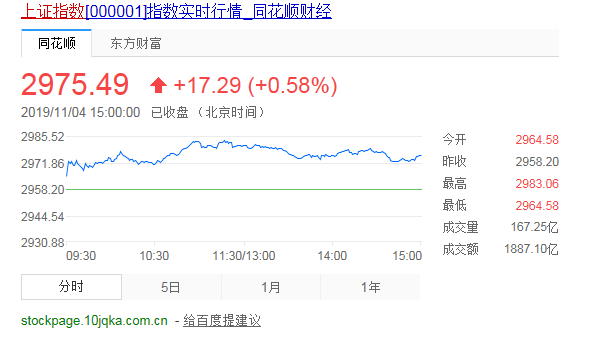 上证指数[000001]指数实时行情_同花顺财经
同花顺 东方财富
2975.49 +17.29 (+0.58%)
2019/11/04 15:00:00 已收盘 （北京时间）
2985.52
2971.86
2958.20
2944.54
2930.88
09:30 10:30 11:30/13:00 14:00 15:00
今开 2964.58
昨收 2958.20
最高 2983.06
最低 2964.58
成交量 167.25亿
成交额 1887.10亿
分时 5日 1月 1年
stockpage.10jqka.com.cn - 给百度提建议